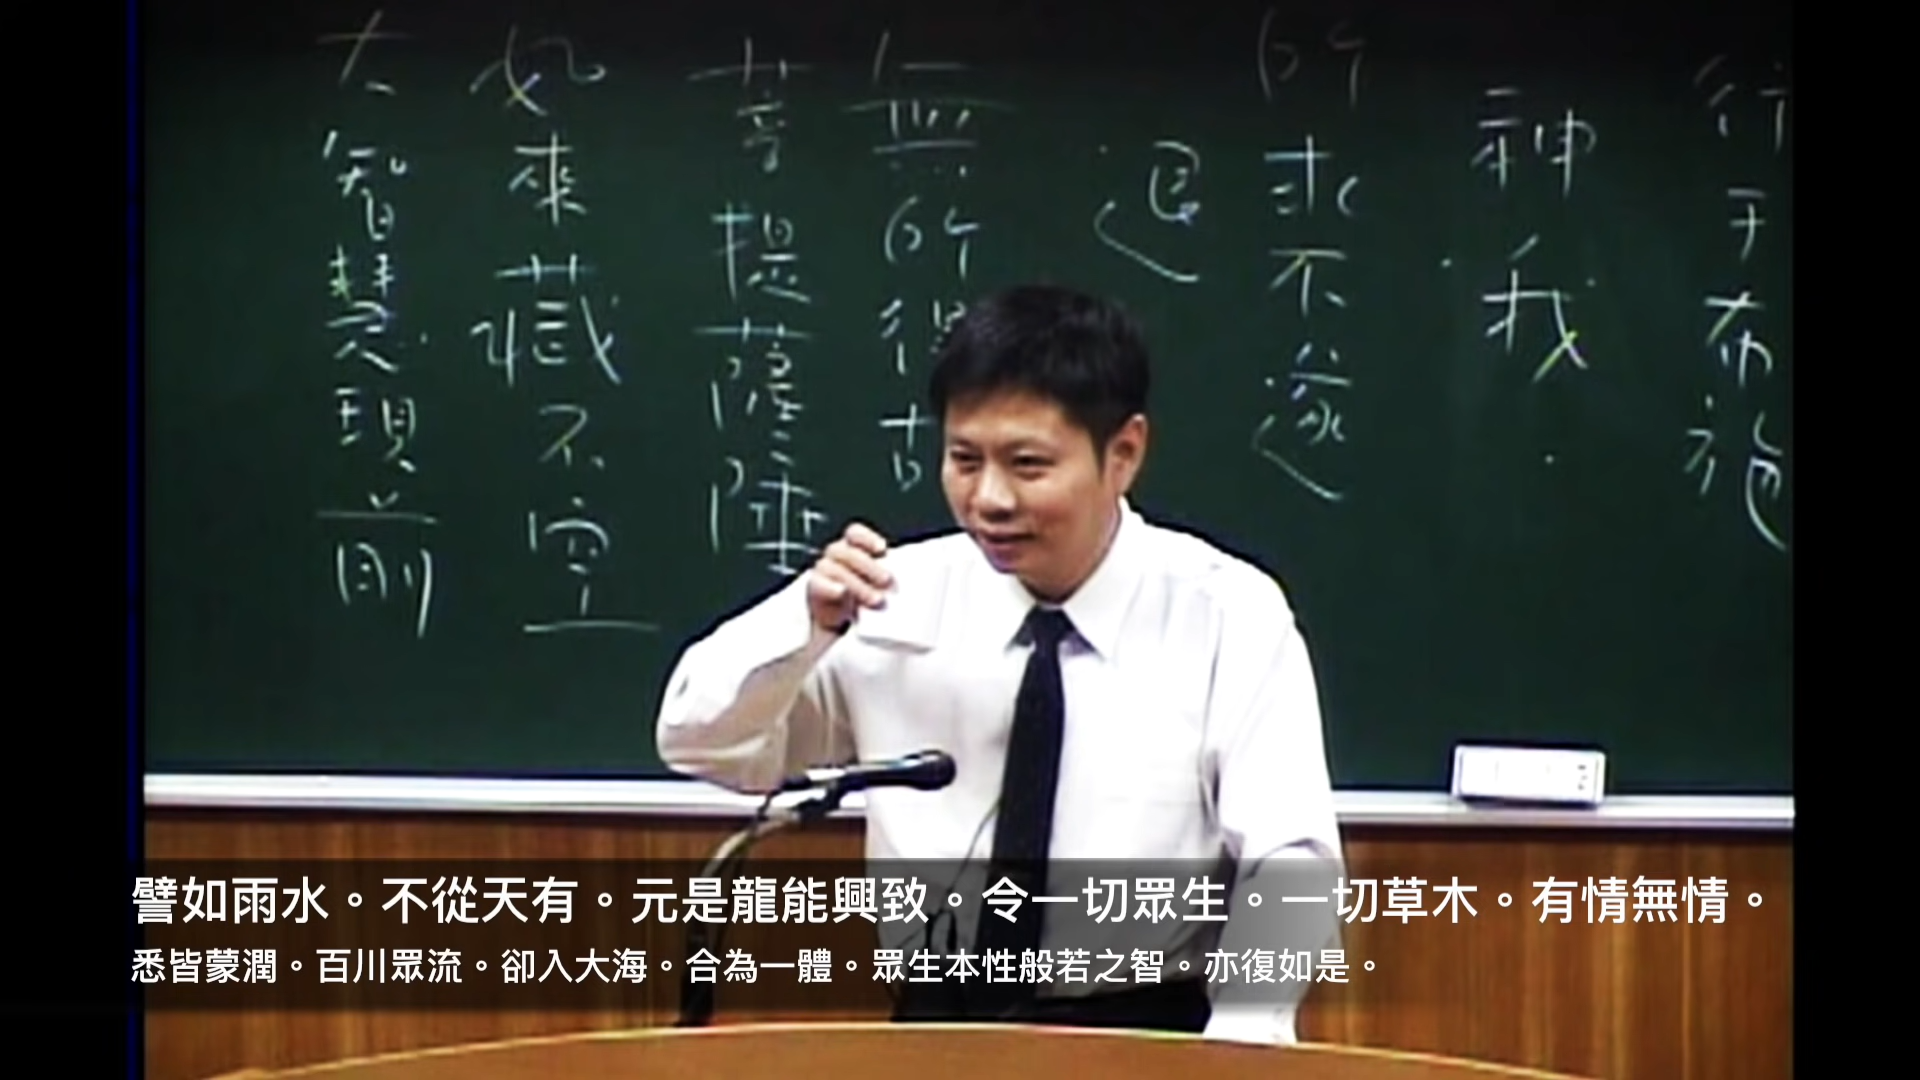 行于布施
神我
所求不遂
退
無所得故
菩提薩陲
如來藏不空
大智慧現前
譬如雨水。不從天有。元是龍能興致。令一切眾生。一切草木。有情無情。
悉皆蒙潤。百川眾流。卻入大海。合為一體。眾生本性般若之智。亦復如是。